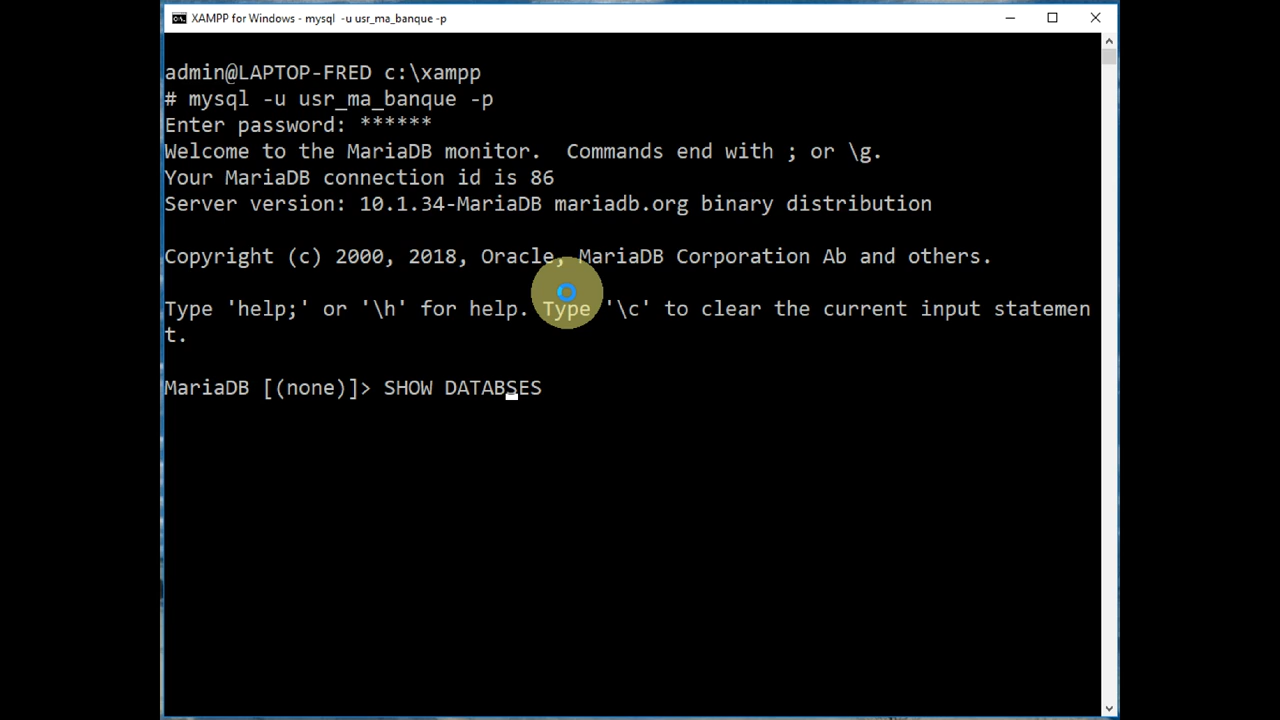 XAMPP for Windows - mysql  -u usr_ma_banque -p
admin@LAPTOP-FRED c:\xampp
# mysql -u usr_ma_banque -p
Enter password: ******
Welcome to the MariaDB monitor.  Commands end with ; or \g.
Your MariaDB connection id is 86
Server version: 10.1.34-MariaDB mariadb.org binary distribution
Copyright (c) 2000, 2018, Oracle, MariaDB Corporation Ab and others.
Type 'help;' or '\h' for help. Type '\c' to clear the current input statemen
t.
MariaDB [(none)]> SHOW DATABSES